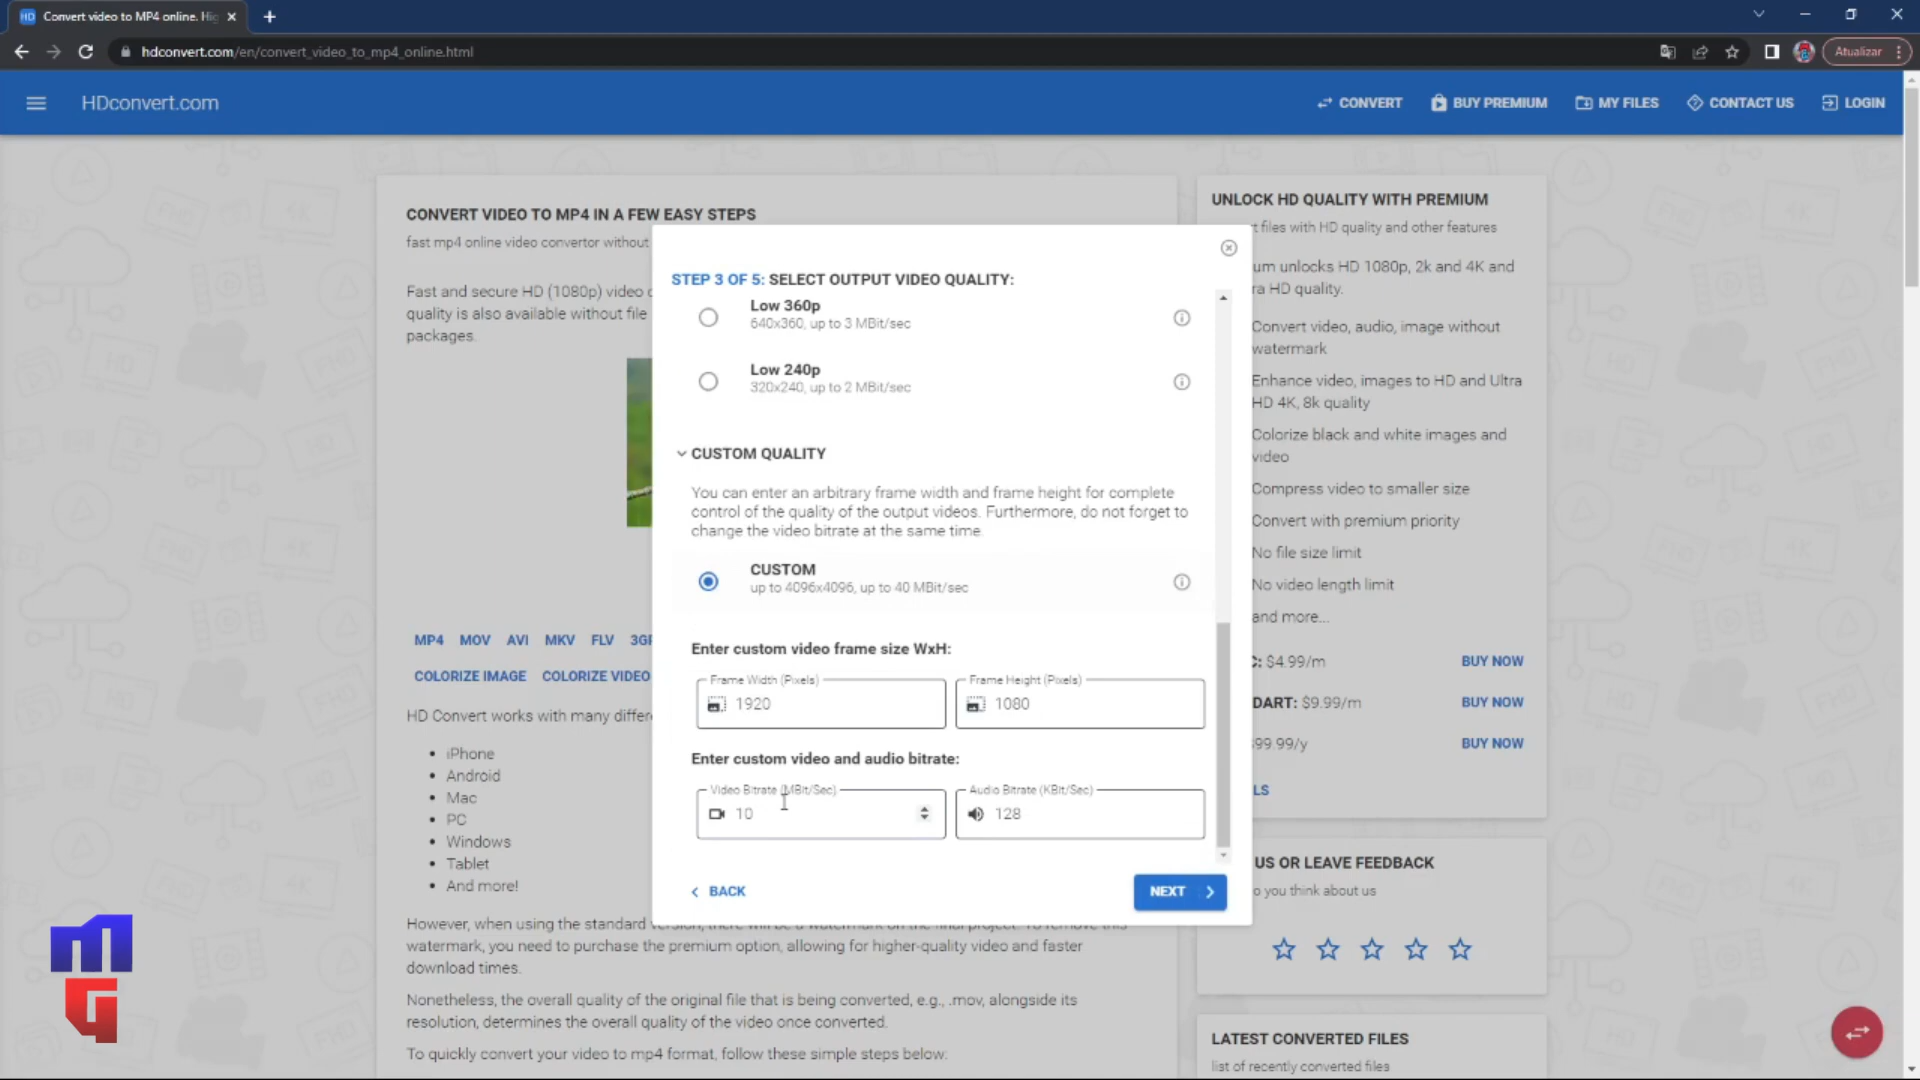 HD Convert video to MP4 online. Hi
hdconvert.com/en/convert_video_to_mp4_online.html
Atualizar
HDconvert.com
CONVERT
BUY PREMIUM
MY FILES
CONTACT US
LOGIN
CONVERT VIDEO TO MP4 IN A FEW EASY STEPS
fast mp4 online video convertor without
Fast and secure HD (1080p) video
quality is also available without file
packages.
MP4 MOV AVI MKV FLV 3GP
COLORIZE IMAGE COLORIZE VIDEO
HD Convert works with many
iPhone
Android
Mac
PC
Windows
Tablet
And more!
However, when using the standard version, there will be a watermark on the final project. To remove this
watermark, you need to purchase the premium option, allowing for higher-quality video and faster
download times.
Nonetheless, the overall quality of the original file that is being converted, e.g., .mov, alongside its
resolution, determines the overall quality of the video once converted.
To quickly convert your video to mp4 format, follow these simple steps below:
STEP 3 OF 5: SELECT OUTPUT VIDEO QUALITY:
Low 360p
640x360, up to 3 MBit/sec
Low 240p
320x240, up to 2 MBit/sec
CUSTOM QUALITY
You can enter an arbitrary frame width and frame height for complete
control of the quality of the output videos. Furthermore, do not forget to
change the video bitrate at the same time.
CUSTOM
up to 4096x4096, up to 40 MBit/sec
Enter custom video frame size WxH:
Frame Width (Pixels)
1920
Frame Height (Pixels)
1080
Enter custom video and audio bitrate:
Video Bitrate (MBit/Sec)
10
Audio Bitrate (KBit/Sec)
128
BACK
NEXT
UNLOCK HD QUALITY WITH PREMIUM
t files with HD quality and other features
um unlocks HD 1080p, 2k and 4K and
ra HD quality.
Convert video, audio, image without
watermark
Enhance video, images to HD and Ultra
HD 4K, 8k quality
Colorize black and white images and
video
Compress video to smaller size
Convert with premium priority
No file size limit
No video length limit
and more...
C: $4.99/m BUY NOW
DART: $9.99/m BUY NOW
99.99/y BUY NOW
LS
US OR LEAVE FEEDBACK
o you think about us
LATEST CONVERTED FILES
list of recently converted files
mG